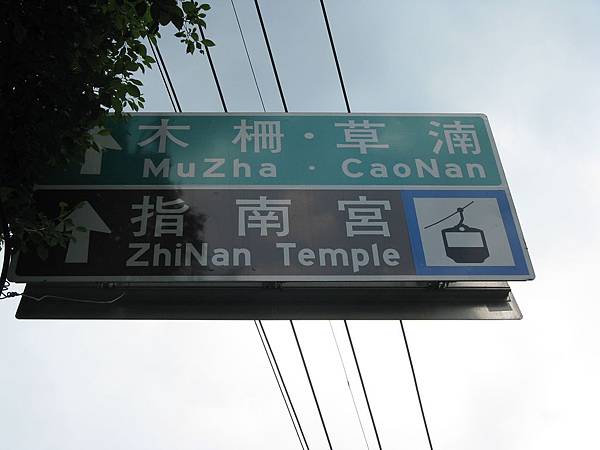 木 柵 · 草 湳
MuZha · CaoNan
指 南 宮
ZhiNan Temple